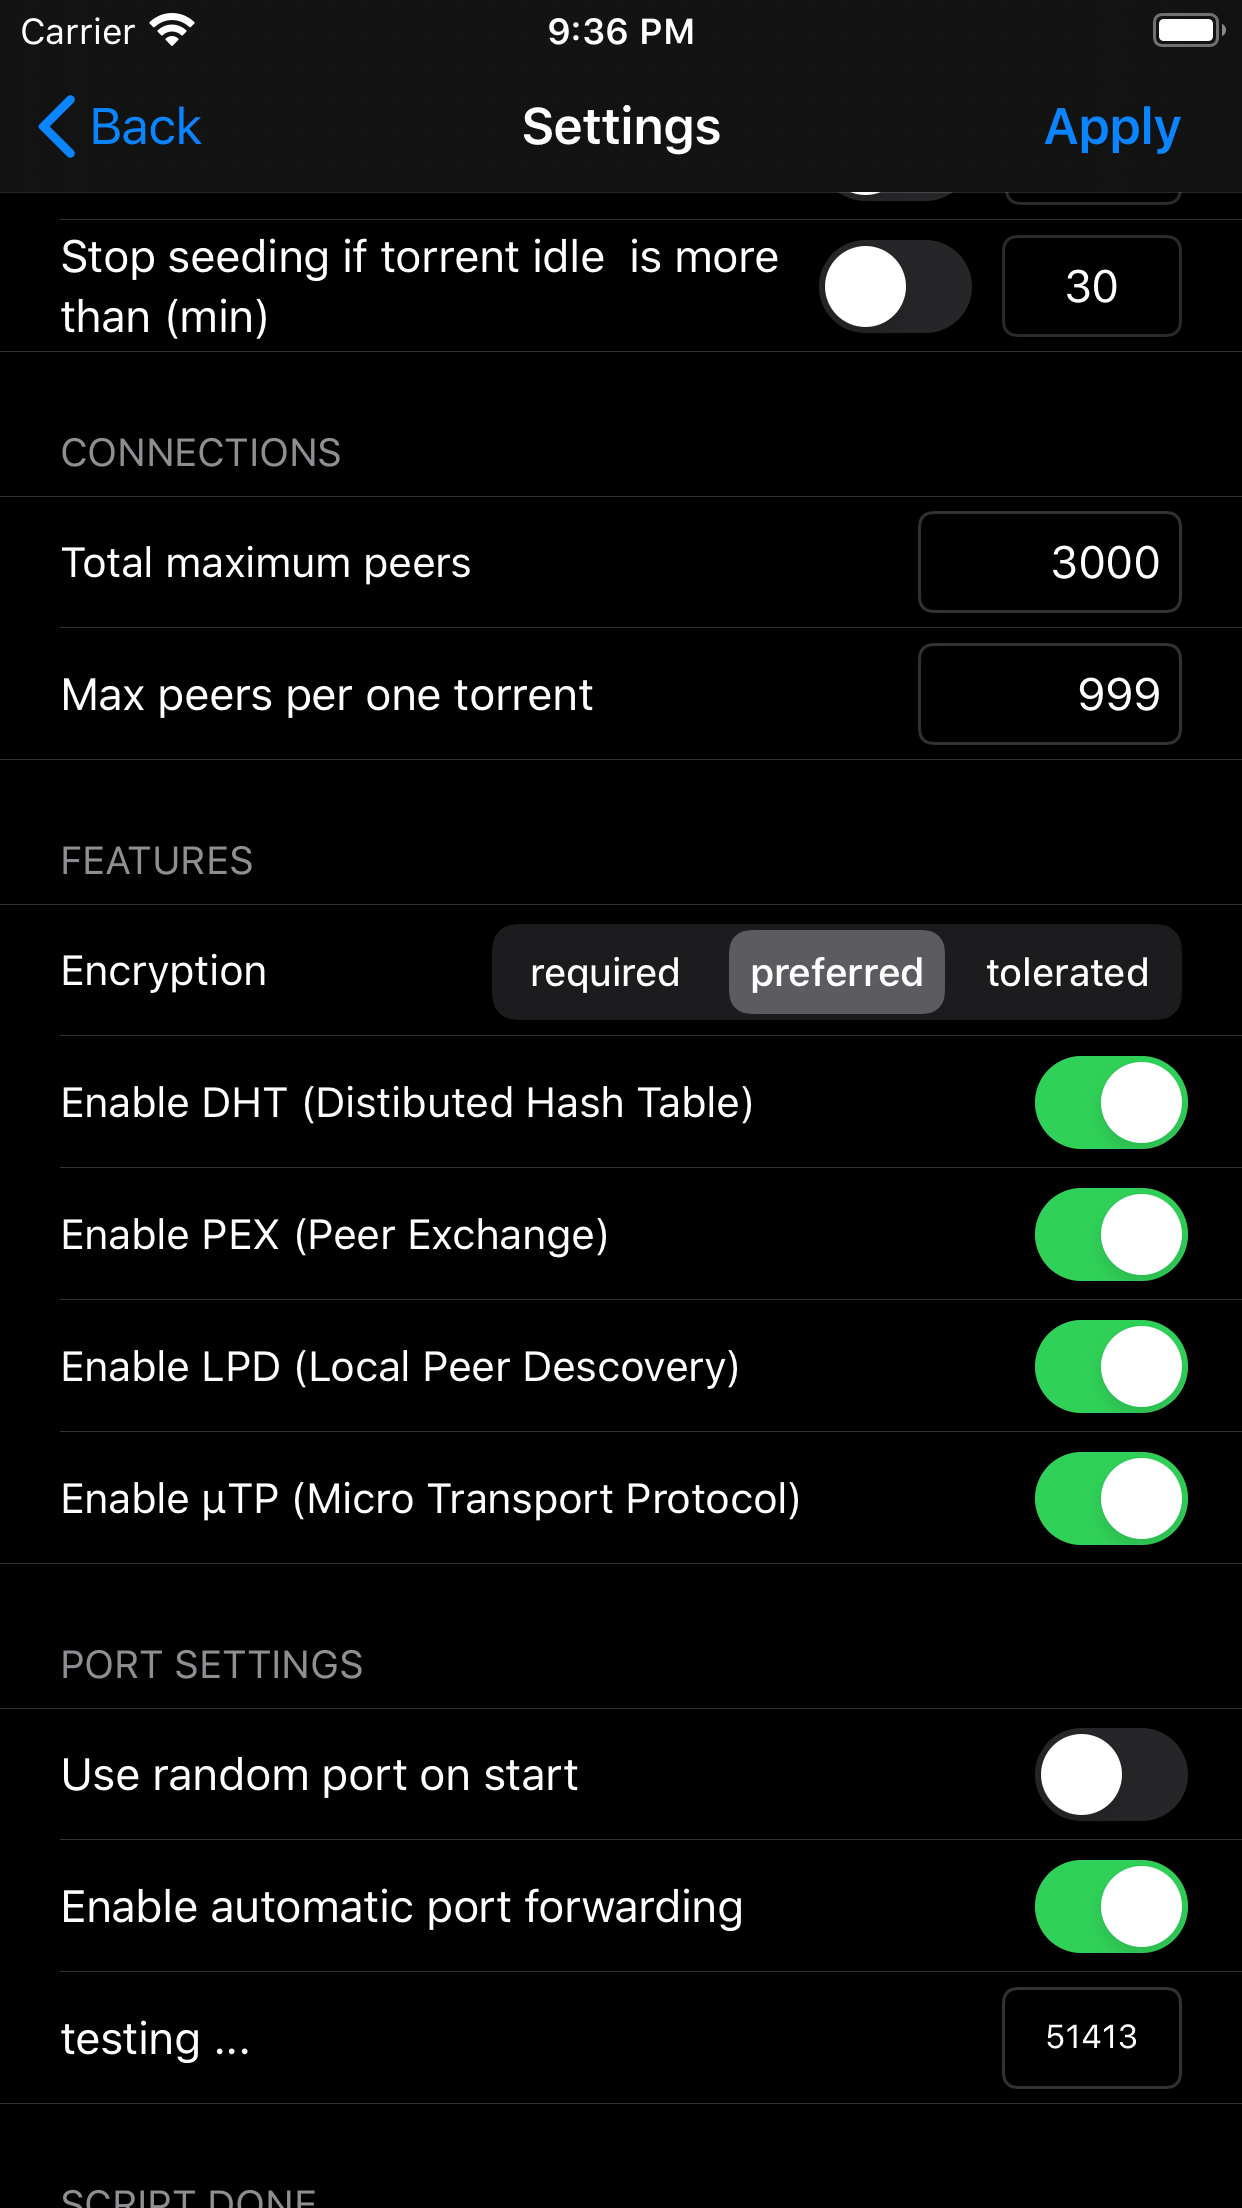 Carrier 9:36 PM
Back Settings Apply
Stop seeding if torrent idle  is more
than (min)
30
CONNECTIONS
Total maximum peers 3000
Max peers per one torrent 999
FEATURES
Encryption required preferred tolerated
Enable DHT (Distibuted Hash Table)
Enable PEX (Peer Exchange)
Enable LPD (Local Peer Descovery)
Enable µTP (Micro Transport Protocol)
PORT SETTINGS
Use random port on start
Enable automatic port forwarding
testing ... 51413
SCRIPT DONE